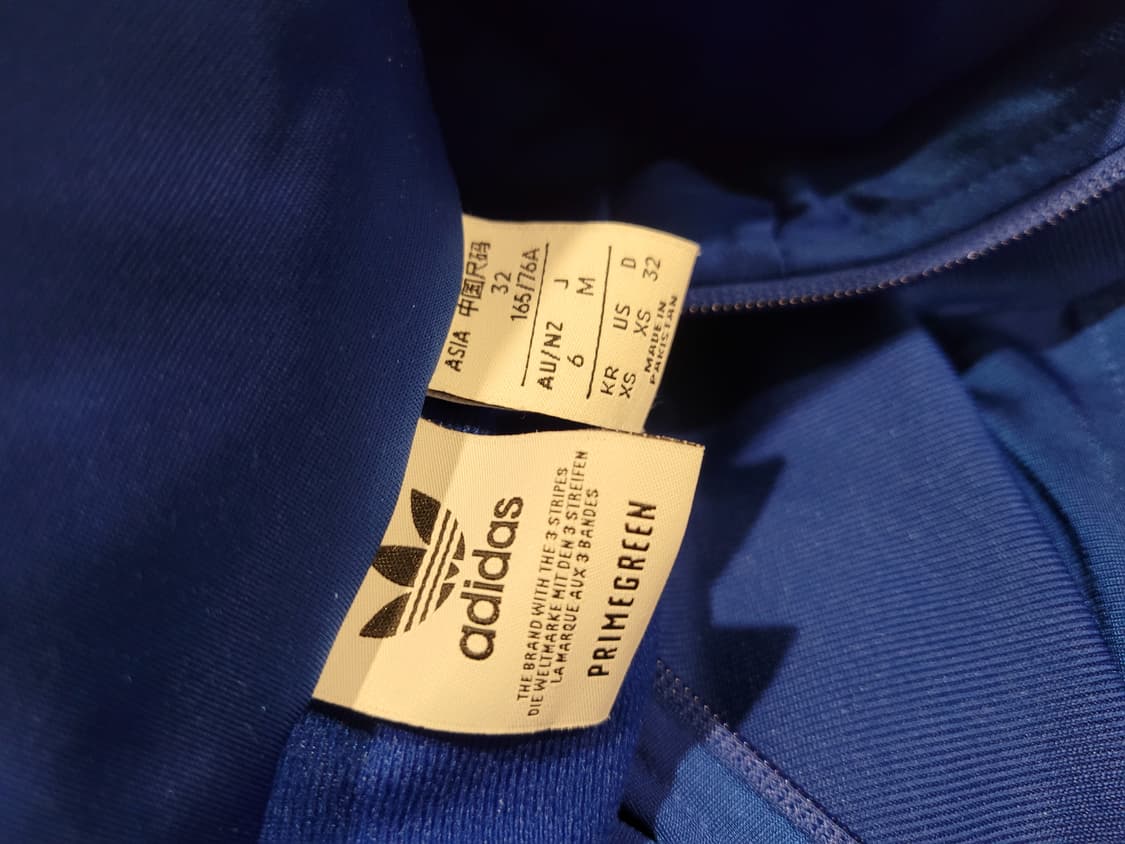 ASIA 中国尺码
32
165/76A
AU/NZ J
6 M
KR US D
XS XS 32
MADE IN
PAKISTAN
adidas
THE BRAND WITH THE 3 STRIPES
DIE WELTMARKE MIT DEN 3 STREIFEN
LA MARQUE AUX 3 BANDES
PRIMEGREEN